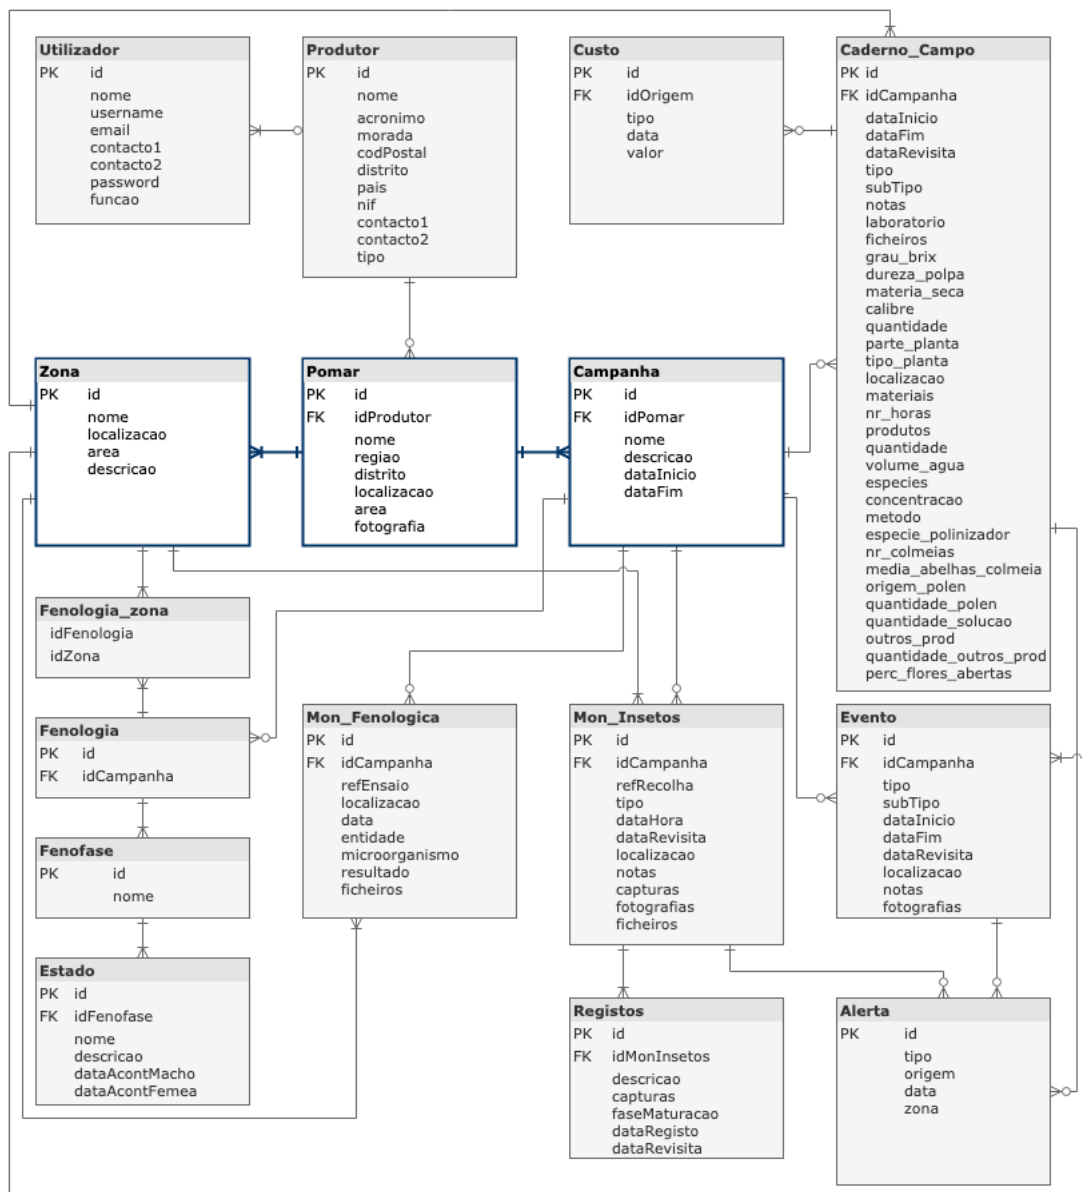 Utilizador
PK id
nome
username
email
contacto1
contacto2
password
funcao
Produtor
PK id
nome
acronimo
morada
codPostal
distrito
pais
nif
contacto1
contacto2
tipo
Custo
PK id
FK idOrigem
tipo
data
valor
Caderno_Campo
PK id
FK idCampanha
dataInicio
dataFim
dataRevisita
tipo
subTipo
notas
laboratorio
ficheiros
grau_brix
dureza_polpa
materia_seca
calibre
quantidade
parte_planta
tipo_planta
localizacao
materiais
nr_horas
produtos
quantidade
volume_agua
especies
concentracao
metodo
especie_polinizador
nr_colmeias
media_abelhas_colmeia
origem_polen
quantidade_polen
quantidade_solucao
outros_prod
quantidade_outros_prod
perc_flores_abertas
Zona
PK id
nome
localizacao
area
descricao
Pomar
PK id
FK idProdutor
nome
regiao
distrito
localizacao
area
fotografia
Campanha
PK id
FK idPomar
nome
descricao
dataInicio
dataFim
Fenologia_zona
idFenologia
idZona
Fenologia
PK id
FK idCampanha
Fenofase
PK id
nome
Estado
PK id
FK idFenofase
nome
descricao
dataAcontMacho
dataAcontFemea
Mon_Fenologica
PK id
FK idCampanha
refEnsaio
localizacao
data
entidade
microorganismo
resultado
ficheiros
Mon_Insetos
PK id
FK idCampanha
refRecolha
tipo
dataHora
dataRevisita
localizacao
notas
capturas
fotografias
ficheiros
Evento
PK id
FK idCampanha
tipo
subTipo
dataInicio
dataFim
dataRevisita
localizacao
notas
fotografias
Registos
PK id
FK idMonInsetos
descricao
capturas
faseMaturacao
dataRegisto
dataRevisita
Alerta
PK id
tipo
origem
data
zona